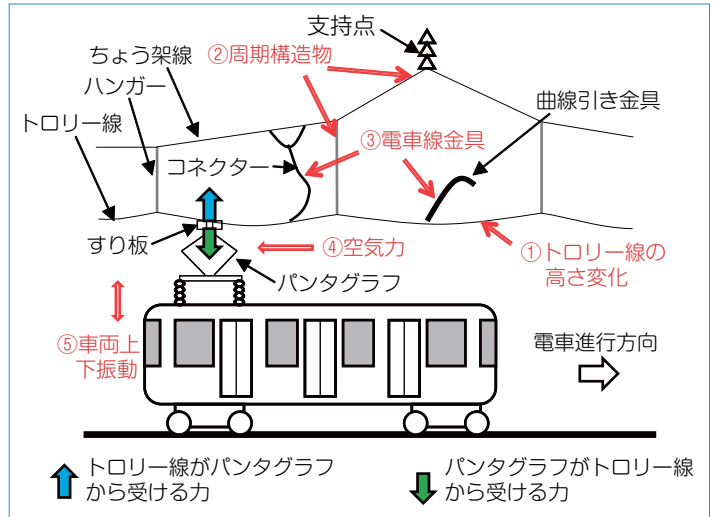 支持点
②周期構造物
ちょう架線
ハンガー
トロリー線
曲線引き金具
コネクター
③電車線金具
すり板
④空気力
①トロリー線の
高さ変化
パンタグラフ
⑤車両上
下振動
電車進行方向
トロリー線がパンタグラフ
から受ける力
パンタグラフがトロリー線
から受ける力